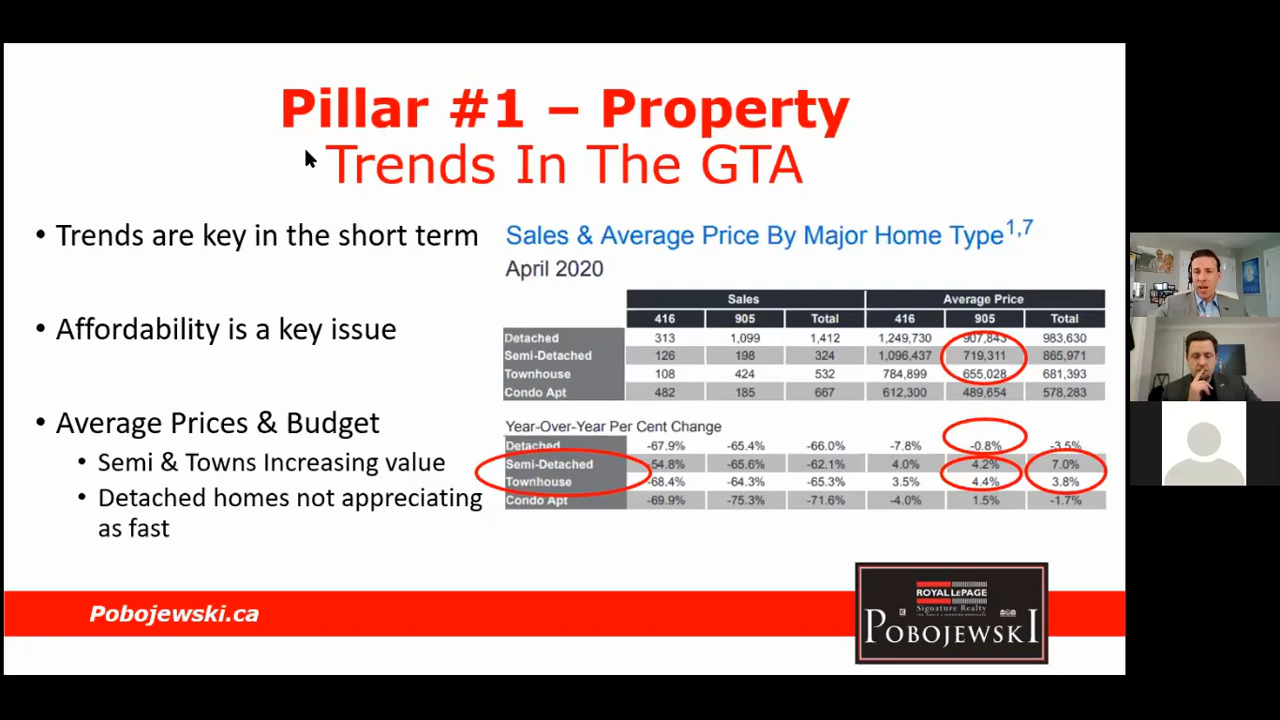 Pillar #1 – Property
Trends In The GTA
• Trends are key in the short term
• Affordability is a key issue
• Average Prices & Budget
• Semi & Towns Increasing value
• Detached homes not appreciating
as fast
Sales & Average Price By Major Home Type1,7
April 2020
Sales Average Price
416 905 Total 416 905 Total
Detached 313 1,099 1,412 1,249,730 907,843 983,630
Semi-Detached 126 198 324 1,096,437 719,311 865,971
Townhouse 108 424 532 784,899 655,028 681,393
Condo Apt 482 185 667 612,300 489,654 578,283
Year-Over-Year Per Cent Change
Detached -67.9% -65.4% -66.0% -7.8% -0.8% -3.5%
Semi-Detached -54.8% -65.6% -62.1% 4.0% 4.2% 7.0%
Townhouse -68.4% -64.3% -65.3% 3.5% 4.4% 3.8%
Condo Apt -69.9% -75.3% -71.6% -4.0% 1.5% -1.7%
Pobojewski.ca
ROYAL LEPAGE
Signature Realty
POBOJEWSKI